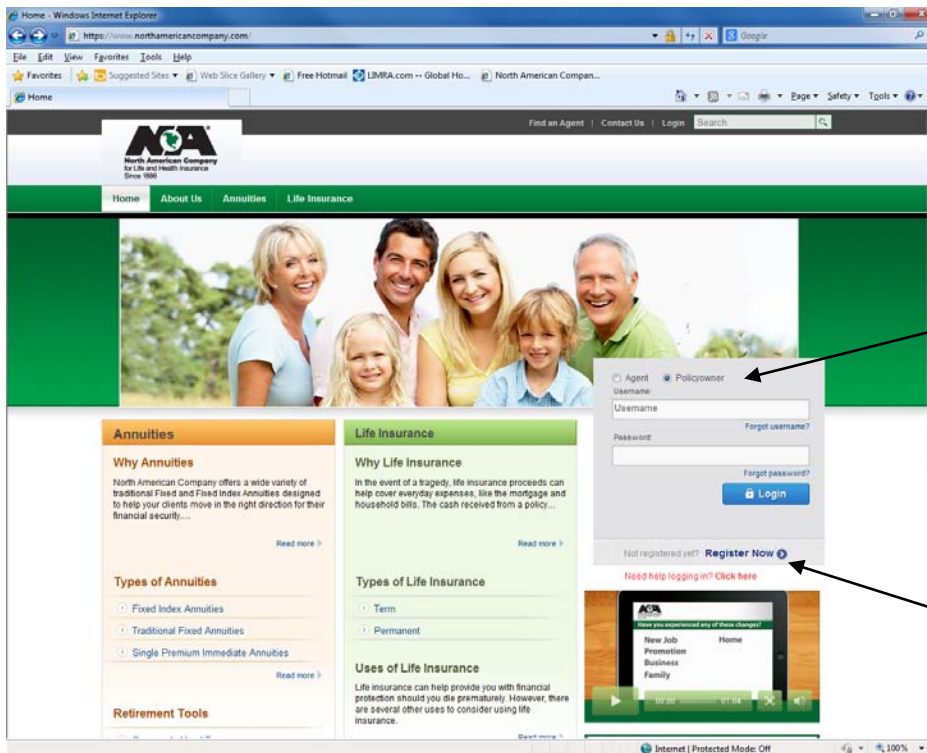 Home - Windows Internet Explorer
https://www.northamericancompany.com/
Google
File Edit View Favorites Tools Help
Favorites Suggested Sites Web Slice Gallery Free Hotmail LIMRA.com -- Global Ho... North American Compan...
Home
Page Safety Tools
Find an Agent | Contact Us | Login Search
NACA
North American Company
for Life and Health Insurance
Since 1886
Home About Us Annuities Life Insurance
Agent Policyowner
Username:
Username
Forgot username?
Password:
Forgot password?
Login
Not registered yet? Register Now
Need help logging in? Click here
Annuities
Why Annuities
North American Company offers a wide variety of
traditional Fixed and Fixed Index Annuities designed
to help your clients move in the right direction for their
financial security....
Read more
Types of Annuities
Fixed Index Annuities
Traditional Fixed Annuities
Single Premium Immediate Annuities
Read more
Retirement Tools
Life Insurance
Why Life Insurance
In the event of a tragedy, life insurance proceeds can
help cover everyday expenses, like the mortgage and
household bills. The cash received from a policy...
Read more
Types of Life Insurance
Term
Permanent
Uses of Life Insurance
Life insurance can help provide you with financial
protection should you die prematurely. However, there
are several other uses to consider using life
insurance.
Read more
Have you experienced any of these changes?
New Job Home
Promotion
Business
Family
00:00 01:04
Internet | Protected Mode: Off 100%